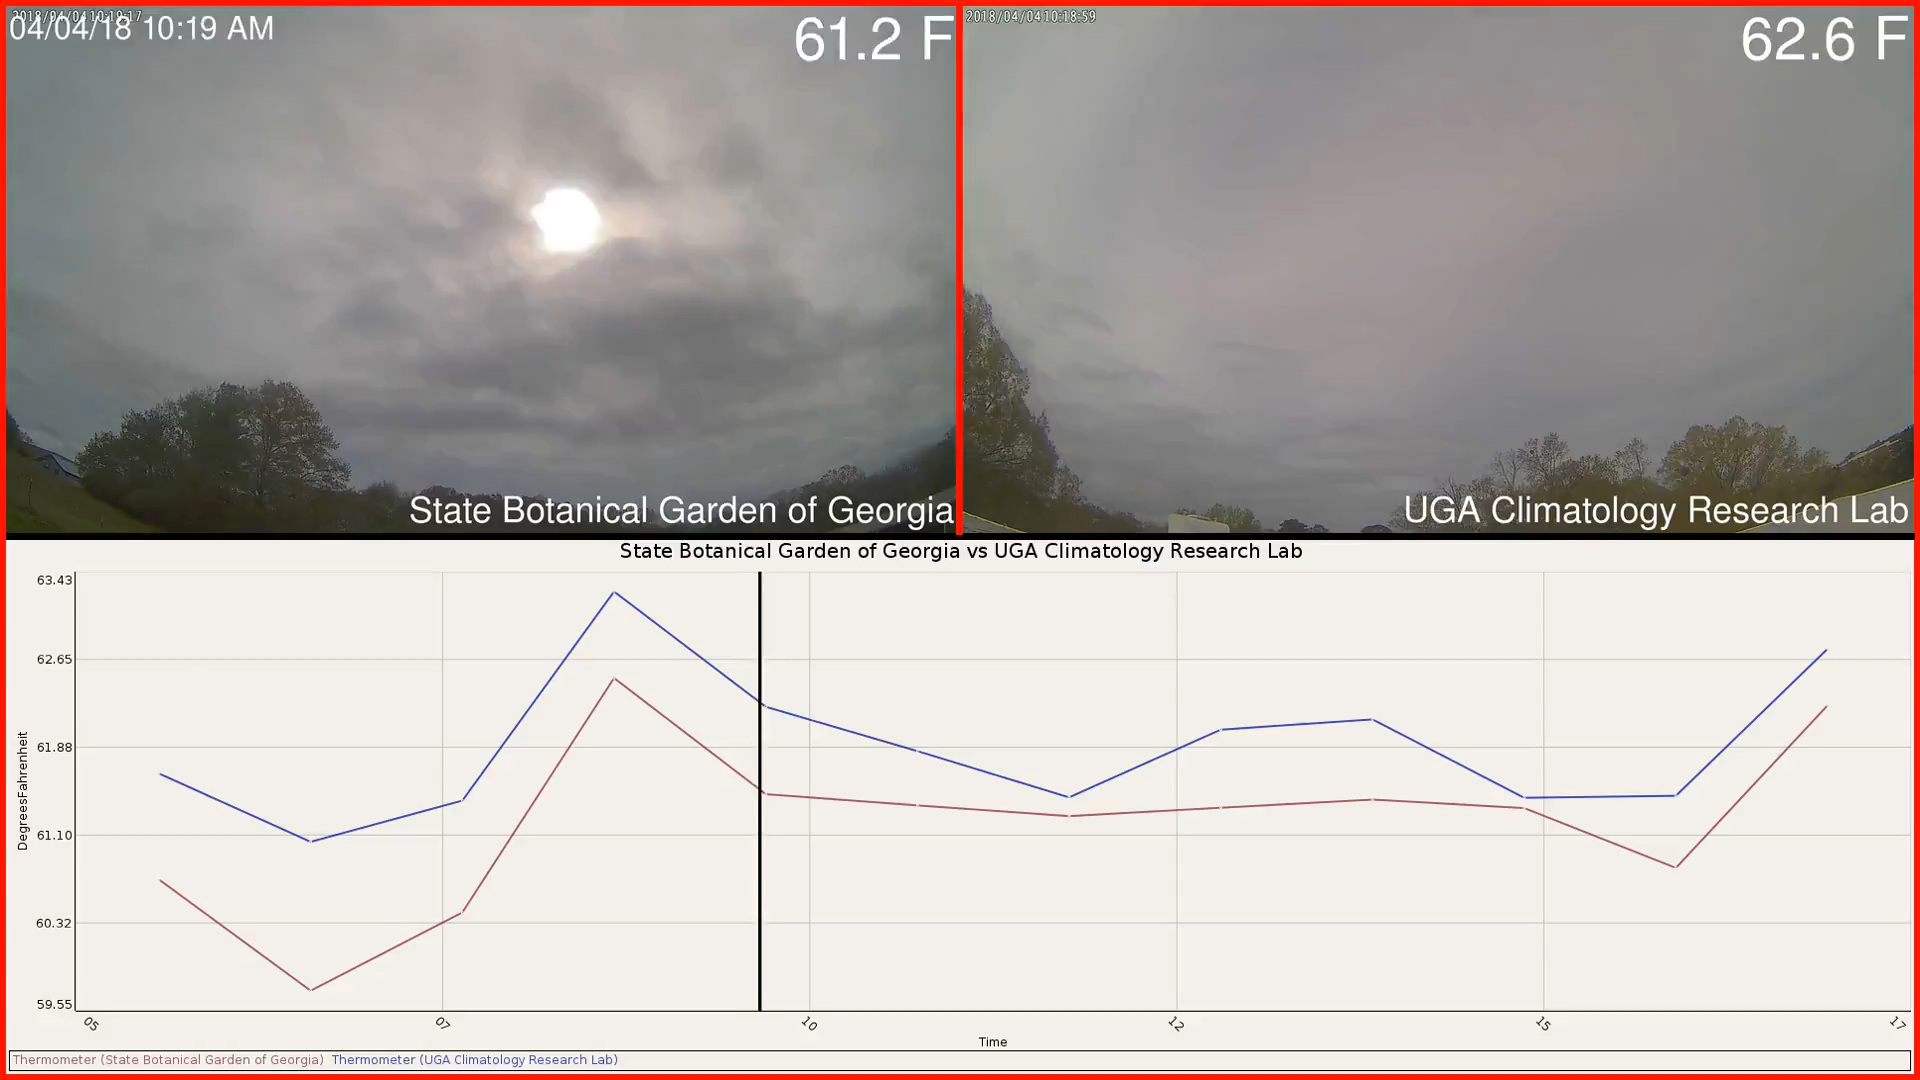 2018/04/04 10:19:17
04/04/18 10:19 AM
61.2 F
State Botanical Garden of Georgia
2018/04/04 10:18:59
62.6 F
UGA Climatology Research Lab
State Botanical Garden of Georgia vs UGA Climatology Research Lab
63.43
62.65
61.88
61.10
60.32
59.55
DegreesFahrenheit
05
07
10
12
15
17
Time
Thermometer (State Botanical Garden of Georgia) Thermometer (UGA Climatology Research Lab)